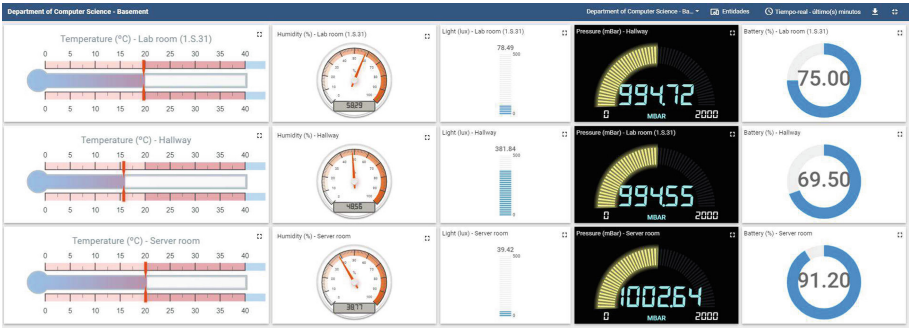 Department of Computer Science - Basement
Department of Computer Science - Ba...
Entidades
Tiempo-real - último(s) minutos
Temperature (ºC) - Lab room (1.S.31)
0 5 10 15 20 25 30 35 40
0 5 10 15 20 25 30 35 40
Humidity (%) - Lab room (1.S.31)
%
58.29
Light (lux) - Lab room (1.S.31)
78.49
500
0
Pressure (mBar) - Hallway
994.72
0 MBAR 2000
Battery (%) - Lab room (1.S.31)
75.00
Temperature (ºC) - Hallway
0 5 10 15 20 25 30 35 40
0 5 10 15 20 25 30 35 40
Humidity (%) - Hallway
%
48.56
Light (lux) - Hallway
381.84
500
0
Pressure (mBar) - Lab room (1.S.31)
994.55
0 MBAR 2000
Battery (%) - Hallway
69.50
Temperature (ºC) - Server room
0 5 10 15 20 25 30 35 40
0 5 10 15 20 25 30 35 40
Humidity (%) - Server room
%
Light (lux) - Server room
39.42
500
0
Pressure (mBar) - Server room
1002.64
0 MBAR 2000
Battery (%) - Server room
91.20